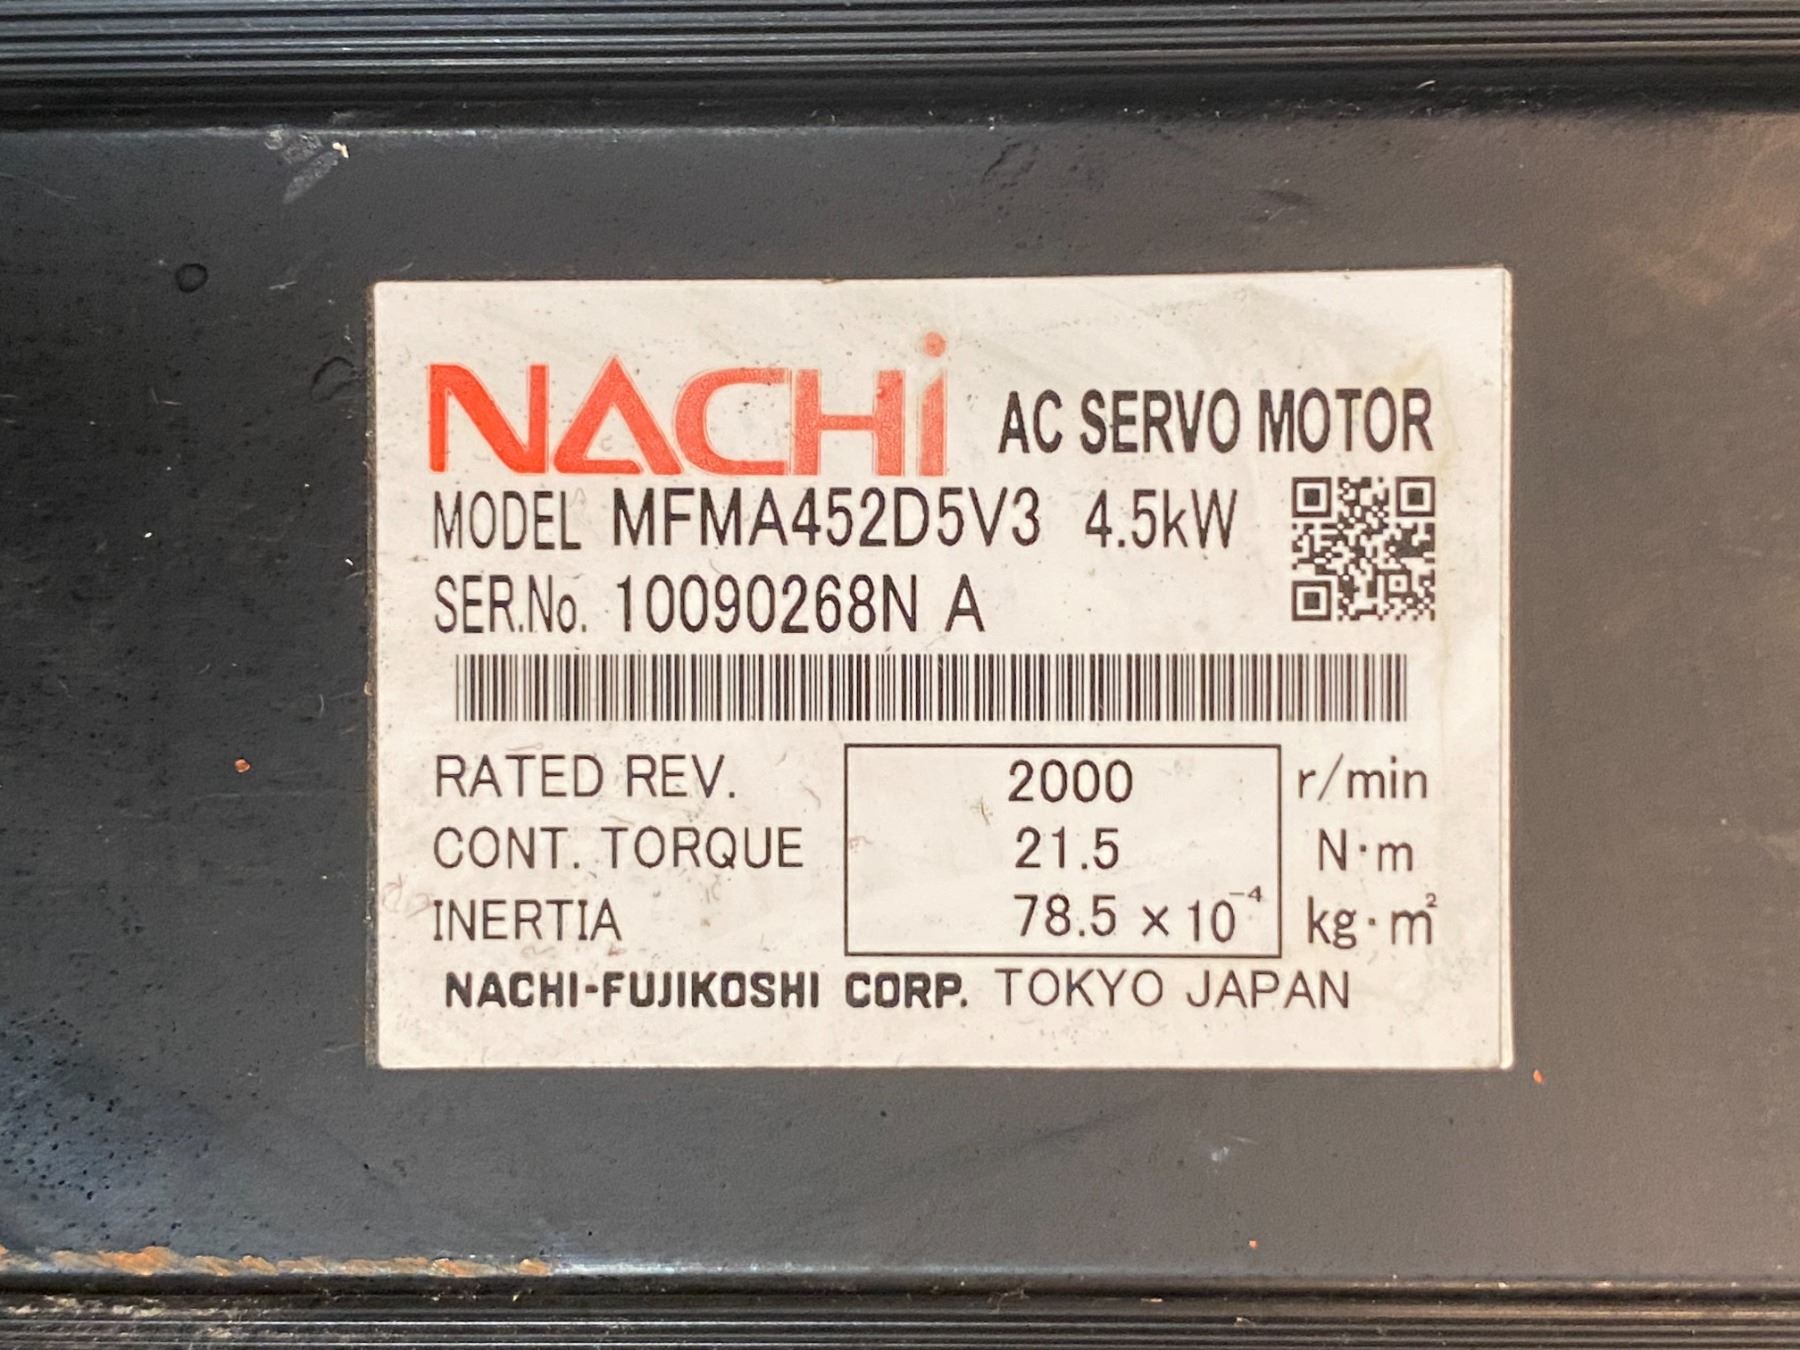 NACHi AC SERVO MOTOR
MODEL MFMA452D5V3 4.5kW
SER.No. 10090268N A
RATED REV. 2000 r/min
CONT. TORQUE 21.5 N·m
INERTIA 78.5 × 10⁻⁴ kg·m²
NACHI-FUJIKOSHI CORP. TOKYO JAPAN